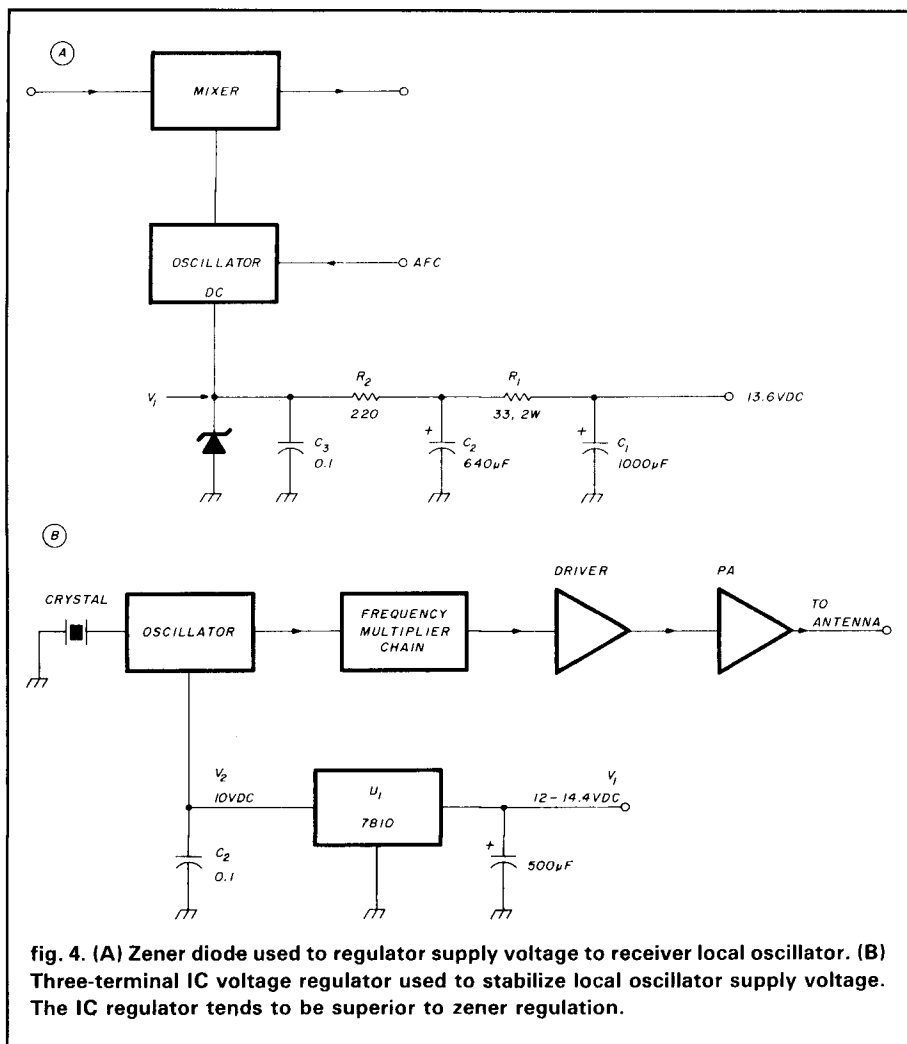 A
MIXER
OSCILLATOR
DC
AFC
V1
R2
220
R1
33, 2W
13.6VDC
C3
0.1
+
C2
640µF
+
C1
1000µF
B
CRYSTAL
OSCILLATOR
FREQUENCY
MULTIPLIER
CHAIN
DRIVER
PA
TO
ANTENNA
V2
10VDC
U1
7810
V1
12-14.4VDC
C2
0.1
+
500µF
fig. 4. (A) Zener diode used to regulator supply voltage to receiver local oscillator. (B)
Three-terminal IC voltage regulator used to stabilize local oscillator supply voltage.
The IC regulator tends to be superior to zener regulation.